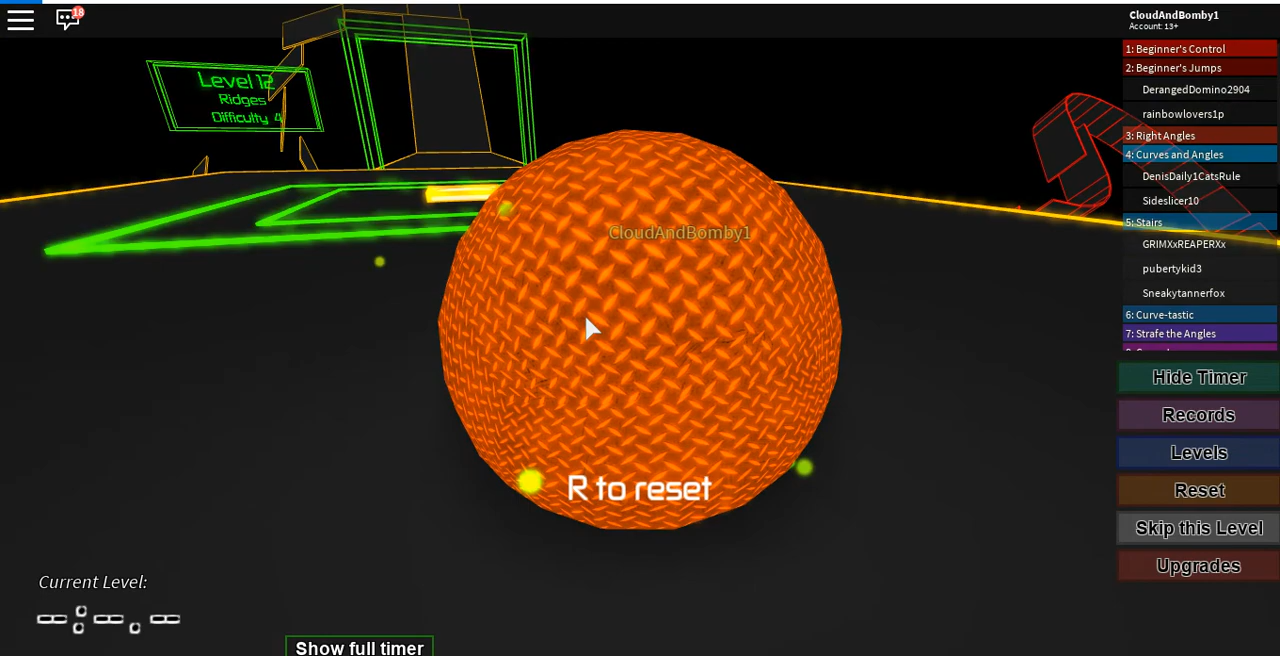 18
CloudAndBomby1
Account: 13+
Level 12
Ridges
Difficulty 4
1: Beginner's Control
2: Beginner's Jumps
DerangedDomino2904
rainbowlovers1p
3: Right Angles
4: Curves and Angles
DenisDaily1CatsRule
Sideslicer10
5: Stairs
GRIMXxREAPERXx
pubertykid3
Sneakytannerfox
6: Curve-tastic
7: Strafe the Angles
CloudAndBomby1
R to reset
Hide Timer
Records
Levels
Reset
Skip this Level
Upgrades
Current Level:
Show full timer